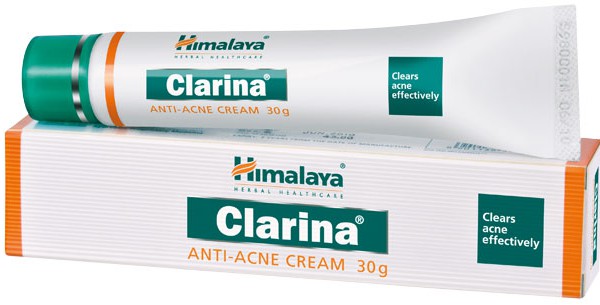 Himalaya
HERBAL HEALTHCARE
Clarina®
ANTI-ACNE CREAM 30g
Clears
acne
effectively
Himalaya®
HERBAL HEALTHCARE
Clarina®
ANTI-ACNE CREAM 30g
Clears
acne
effectively